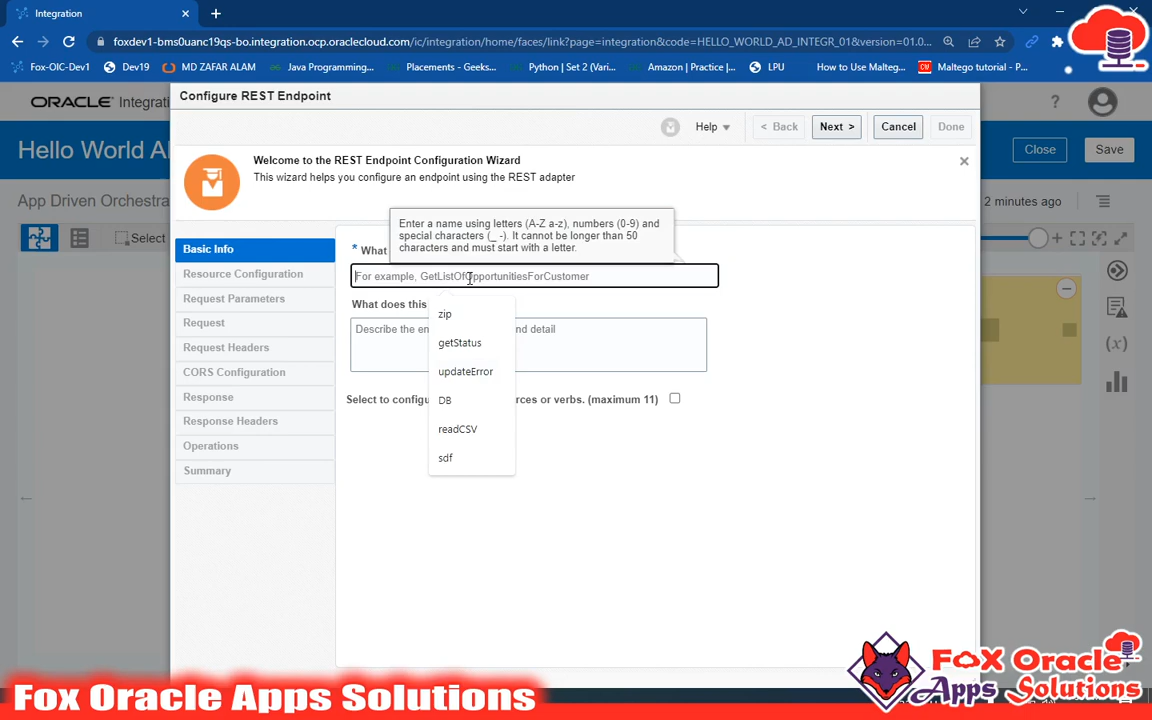 Integration
foxdev1-bms0uanc19qs-bo.integration.ocp.oraclecloud.com/ic/integration/home/faces/link?page=integration&code=HELLO_WORLD_AD_INTEGR_01&version=01.0...
Fox-OIC-Dev1
Dev19
MD ZAFAR ALAM
Java Programming...
Placements - Geeks...
Python | Set 2 (Vari...
Amazon | Practice |...
LPU
How to Use Malteg...
Maltego tutorial - P...
ORACLE Integrat
Configure REST Endpoint
Help
< Back
Next >
Cancel
Done
Hello World A
Close
Save
Welcome to the REST Endpoint Configuration Wizard
This wizard helps you configure an endpoint using the REST adapter
App Driven Orchestra
2 minutes ago
Select
Enter a name using letters (A-Z a-z), numbers (0-9) and
special characters (_ -). It cannot be longer than 50
characters and must start with a letter.
Basic Info
Resource Configuration
Request Parameters
Request
Request Headers
CORS Configuration
Response
Response Headers
Operations
Summary
* What
For example, GetListOfOpportunitiesForCustomer
What does this
Describe the en
nd detail
zip
getStatus
updateError
DB
readCSV
sdf
Select to configu
rces or verbs. (maximum 11)
(x)
Fox Oracle Apps Solutions
FOX Oracle
Apps Solutions